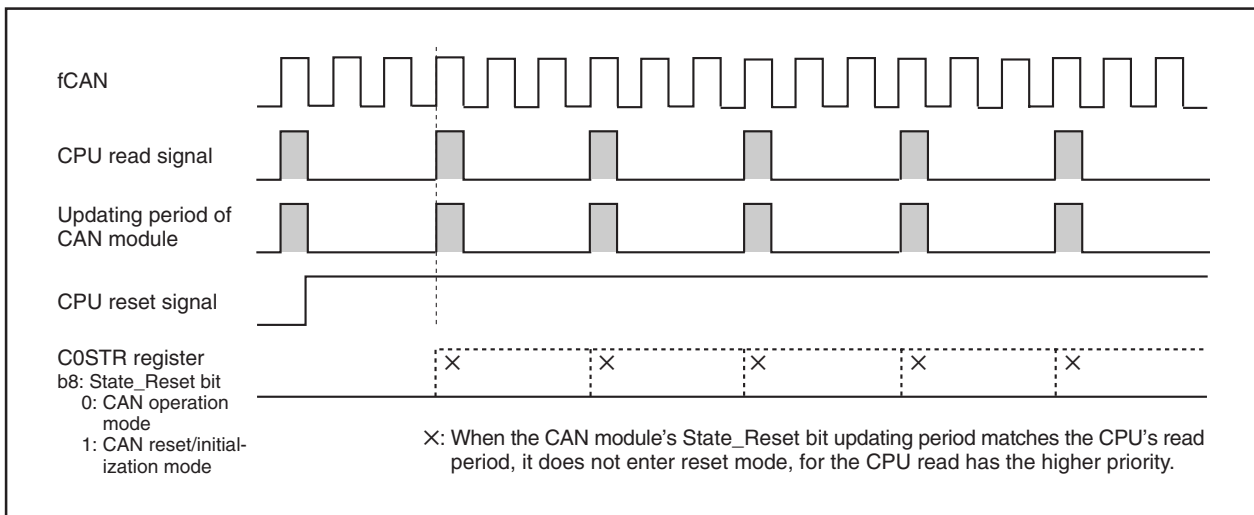 fCAN
CPU read signal
Updating period of
CAN module
CPU reset signal
C0STR register
b8: State_Reset bit
0: CAN operation
mode
1: CAN reset/initial-
ization mode
×: When the CAN module's State_Reset bit updating period matches the CPU's read
period, it does not enter reset mode, for the CPU read has the higher priority.